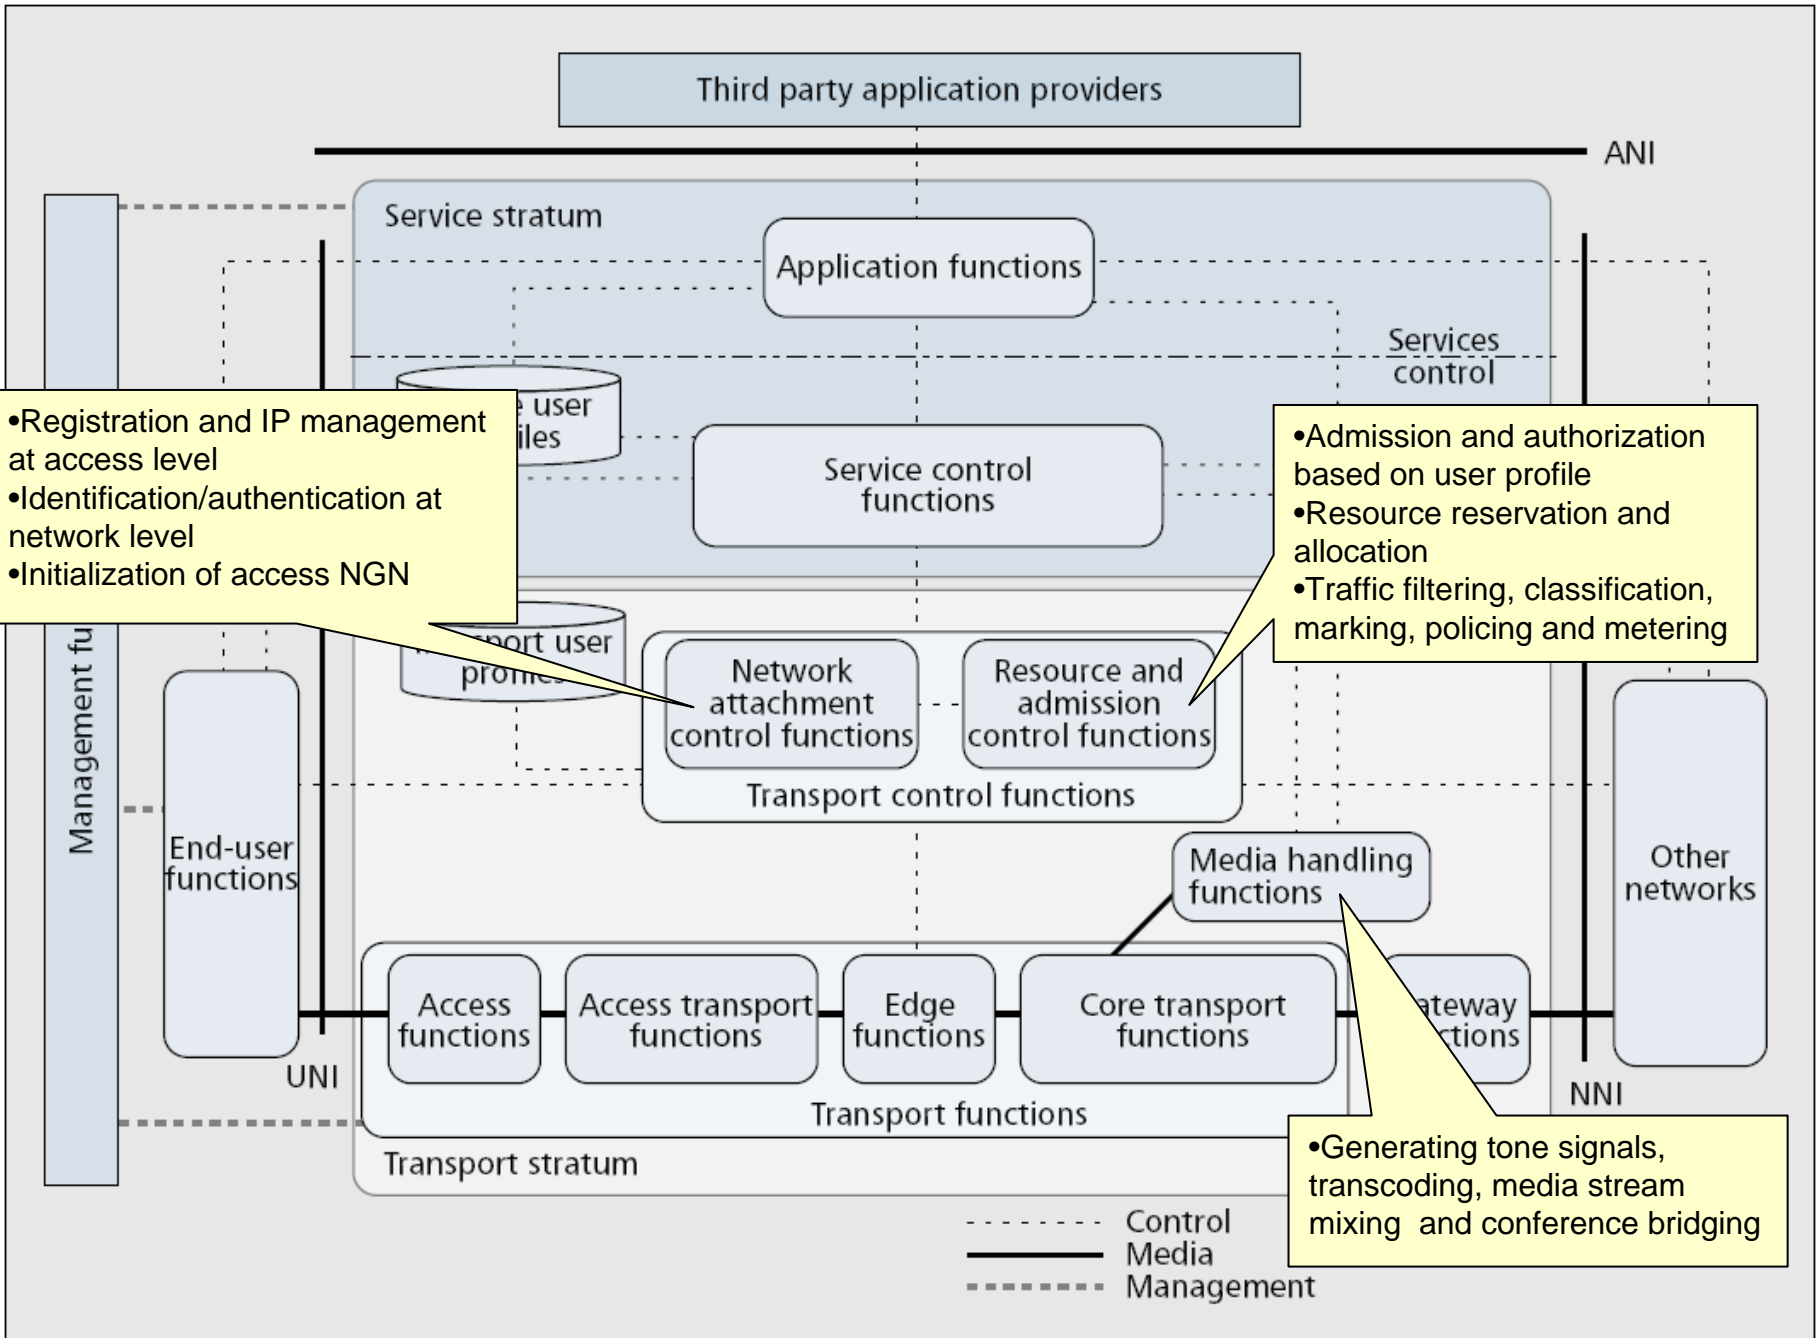 Third party application providers
ANI
Service stratum
Application functions
Services
control
user
Service control
functions
•Registration and IP management
at access level
•Identification/authentication at
network level
•Initialization of access NGN
•Admission and authorization
based on user profile
•Resource reservation and
allocation
•Traffic filtering, classification,
marking, policing and metering
Management
user
profiles
Network
attachment
control functions
Resource and
admission
control functions
Transport control functions
End-user
functions
Media handling
functions
Other
networks
Access
functions
Access transport
functions
Edge
functions
Core transport
functions
UNI
NNI
Transport functions
Transport stratum
•Generating tone signals,
transcoding, media stream
mixing and conference bridging
Control
Media
Management